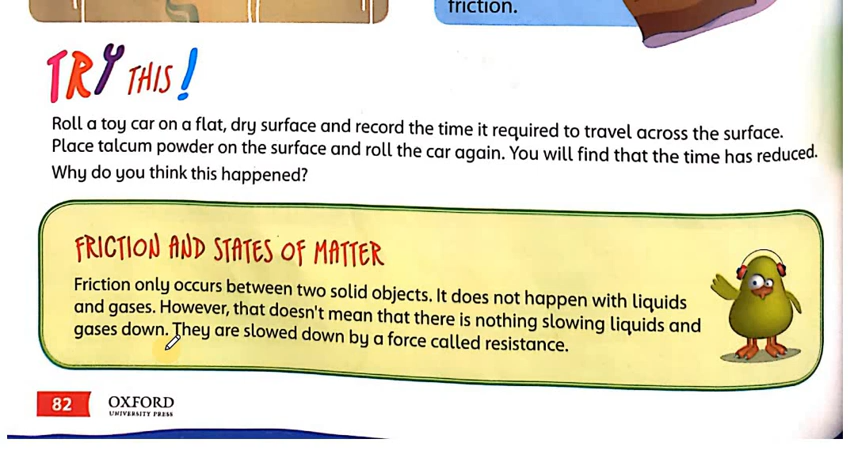 friction.
TRY THIS!
Roll a toy car on a flat, dry surface and record the time it required to travel across the surface.
Place talcum powder on the surface and roll the car again. You will find that the time has reduced.
Why do you think this happened?
FRICTION AND STATES OF MATTER
Friction only occurs between two solid objects. It does not happen with liquids
and gases. However, that doesn't mean that there is nothing slowing liquids and
gases down. They are slowed down by a force called resistance.
82
OXFORD
UNIVERSITY PRESS